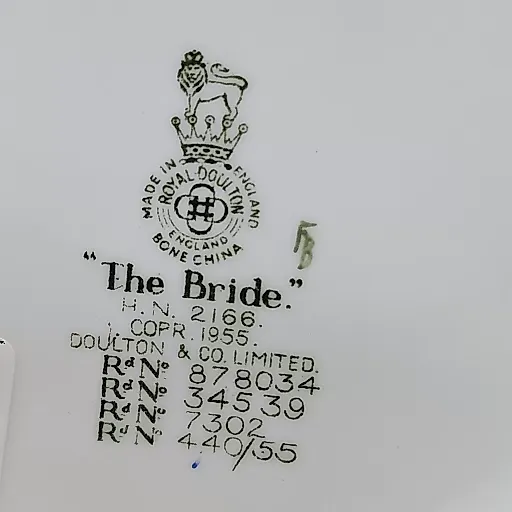 MADE IN ENGLAND
ROYAL·DOULTON
ENGLAND
BONE CHINA
"The Bride."
H.N. 2166.
COPR. 1955.
DOULTON & CO. LIMITED.
Rd No 878034
Rd No 34539
Rd No 7302
Rd No 440/55